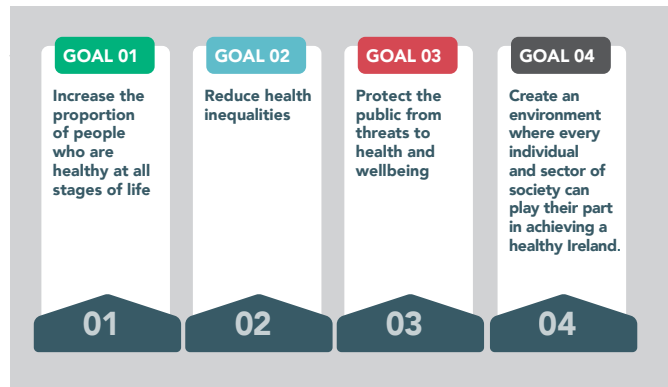 GOAL 01
Increase the
proportion
of people
who are
healthy at all
stages of life
01
GOAL 02
Reduce health
inequalities
02
GOAL 03
Protect the
public from
threats to
health and
wellbeing
03
GOAL 04
Create an
environment
where every
individual
and sector of
society can
play their part
in achieving a
healthy Ireland.
04